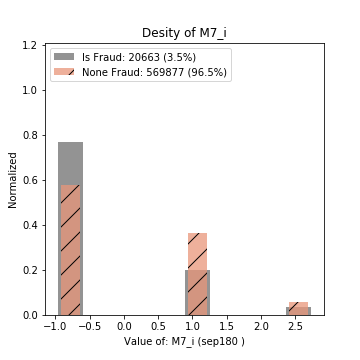 Desity of M7_i
Is Fraud: 20663 (3.5%)
None Fraud: 569877 (96.5%)
Normalized
1.2
1.0
0.8
0.6
0.4
0.2
0.0
−1.0 −0.5 0.0 0.5 1.0 1.5 2.0 2.5
Value of: M7_i (sep180 )